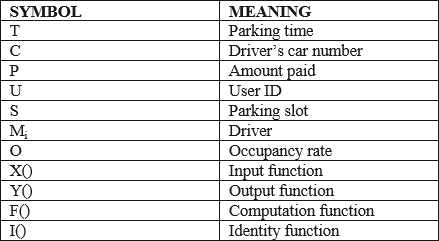 SYMBOL MEANING
T Parking time
C Driver's car number
P Amount paid
U User ID
S Parking slot
Mi Driver
O Occupancy rate
X() Input function
Y() Output function
F() Computation function
I() Identity function